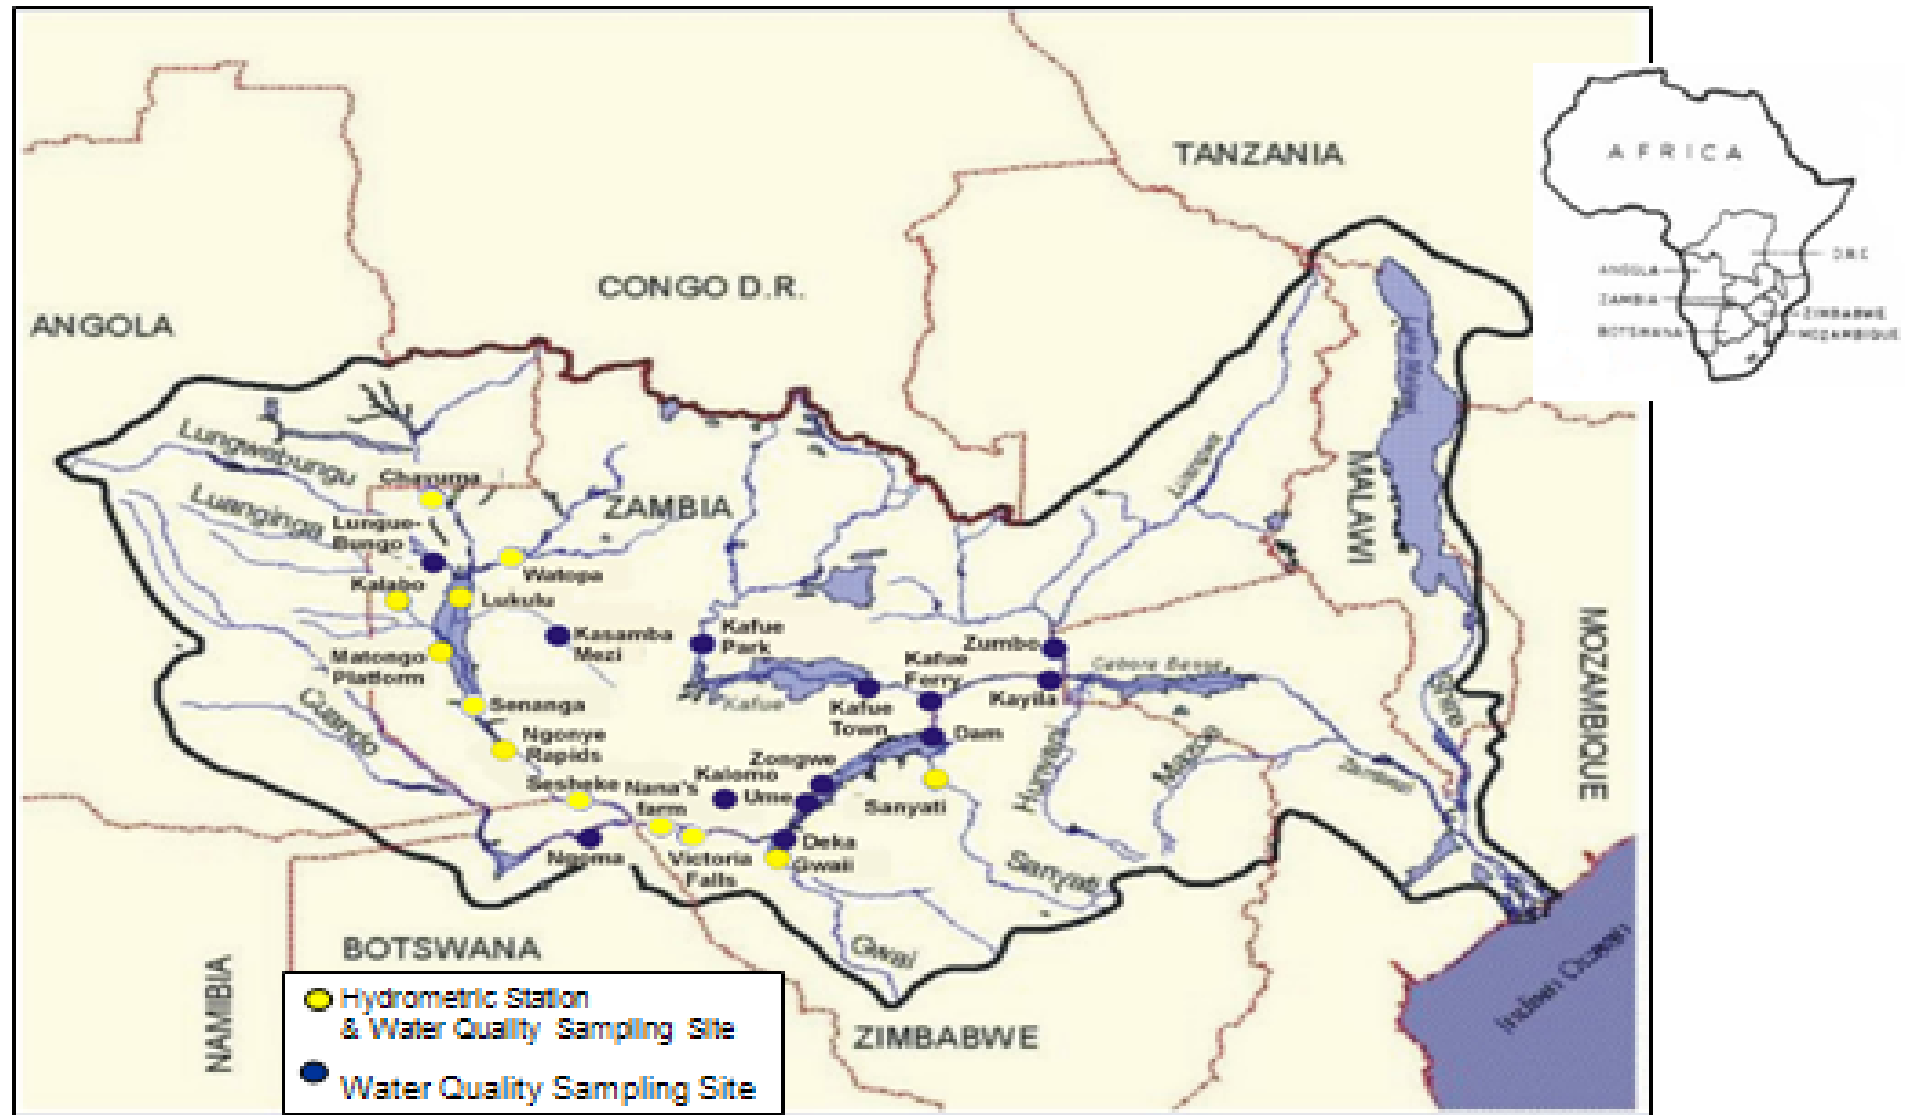 TANZANIA
AFRICA
CONGO D.R.
ANGOLA
ANGOLA
ZAMBIA
BOTSWANA
ZIMBABWE
MOZAMBIQUE
Lungwebungu
Chavuma
Luanginga
Lungue-
Bungo
ZAMBIA
MALAWI
Kalabo
Watopa
Lukulu
Kasamba
Mezi
Kafue
Park
Zumbo
Kafue
Ferry
MOZAMBIQUE
Matongo
Platform
Cabora Bassa
Kayila
Cuando
Senanga
Kafue
Kafue
Town
Dam
Shire
Ngonye
Rapids
Zongwe
Hunyani
Mazoe
Sesheke
Nana's
farm
Kalomo
Ume
Sanyati
Zambezi
Ngoma
Victoria
Falls
Deka
Gwaii
Sanyati
Gwai
BOTSWANA
NAMIBIA
Indian Ocean
Hydrometric Station
& Water Quality Sampling Site
Water Quality Sampling Site
ZIMBABWE